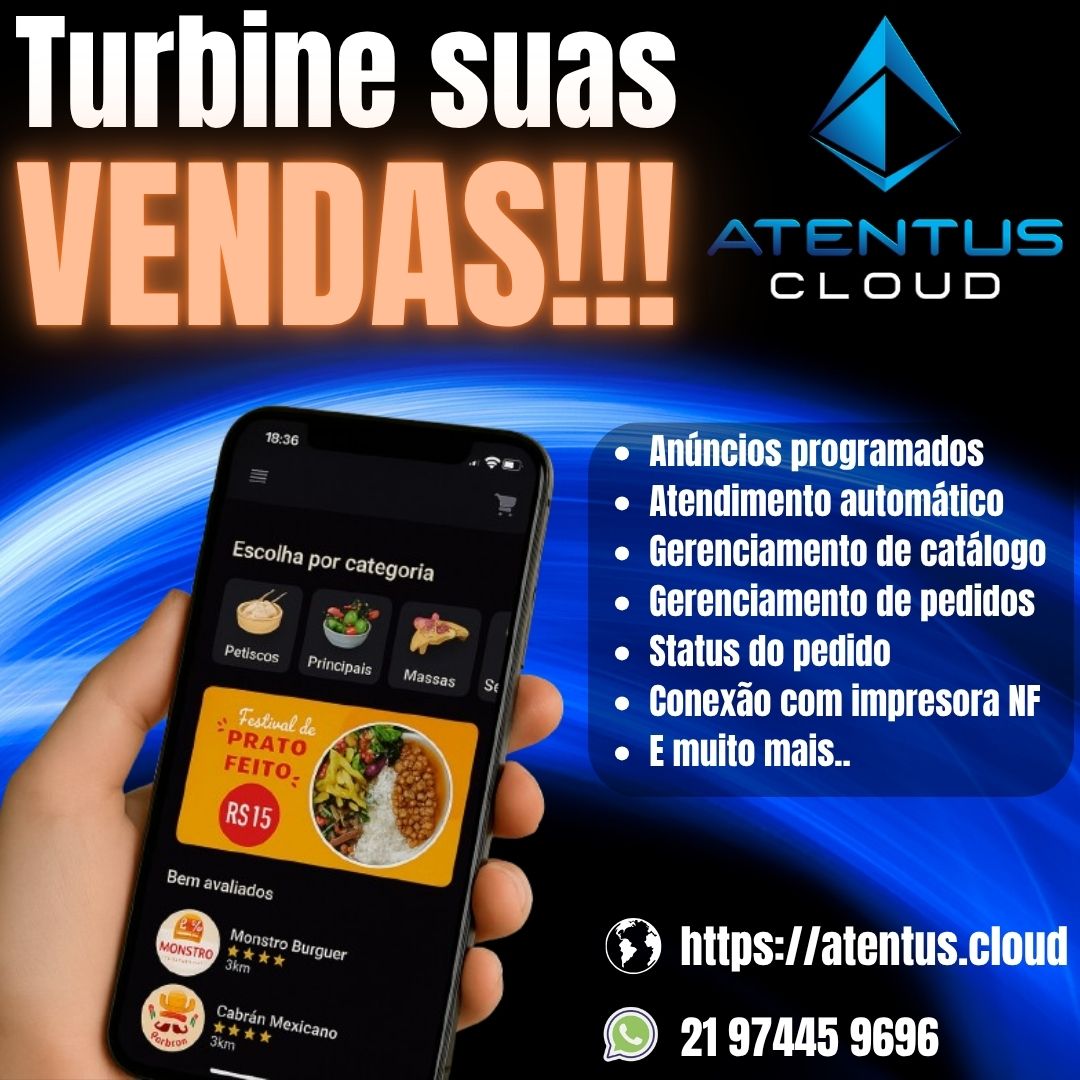 Turbine suas
VENDAS!!!
ATENTUS
CLOUD
18:36
Escolha por categoria
Petiscos
Principais
Massas
Se
Festival de
PRATO
FEITO
RS15
Bem avaliados
MONSTRO
Monstro Burguer
3km
Cabrán Mexicano
3km
• Anúncios programados
• Atendimento automático
• Gerenciamento de catálogo
• Gerenciamento de pedidos
• Status do pedido
• Conexão com impresora NF
• E muito mais..
https://atentus.cloud
21 97445 9696